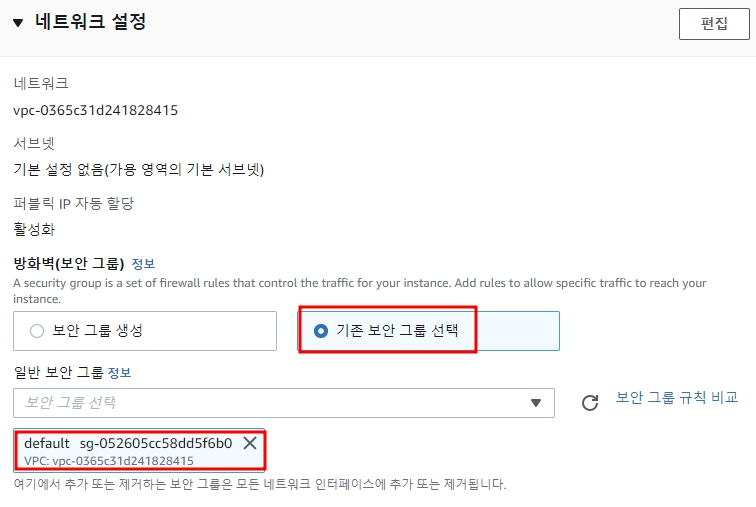 네트워크 설정
편집
네트워크
vpc-0365c31d241828415
서브넷
기본 설정 없음(가용 영역의 기본 서브넷)
퍼블릭 IP 자동 할당
활성화
방화벽(보안 그룹) 정보
A security group is a set of firewall rules that control the traffic for your instance. Add rules to allow specific traffic to reach your
instance.
보안 그룹 생성
기존 보안 그룹 선택
일반 보안 그룹 정보
보안 그룹 선택
보안 그룹 규칙 비교
default sg-052605cc58dd5f6b0
VPC: vpc-0365c31d241828415
여기에서 추가 또는 제거하는 보안 그룹은 모든 네트워크 인터페이스에 추가 또는 제거됩니다.